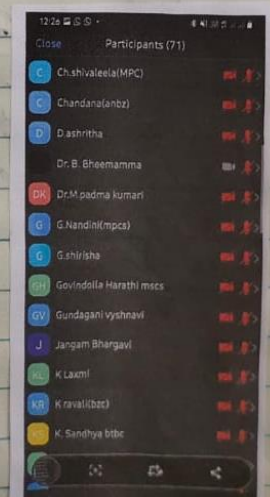 12:26
Close Participants (71)
C Ch.shivaleela(MPC)
C Chandana(anbz)
D D.ashritha
Dr. B. Bheemamma
DK Dr.M.padma kumari
G G.Nandini(mpcs)
G G.shirisha
GH Govindolla Harathi mscs
GV Gundagani vyshnavi
J Jangam Bhargavi
KL K Laxmi
KR K ravali(bzc)
KS K. Sandhya btbc